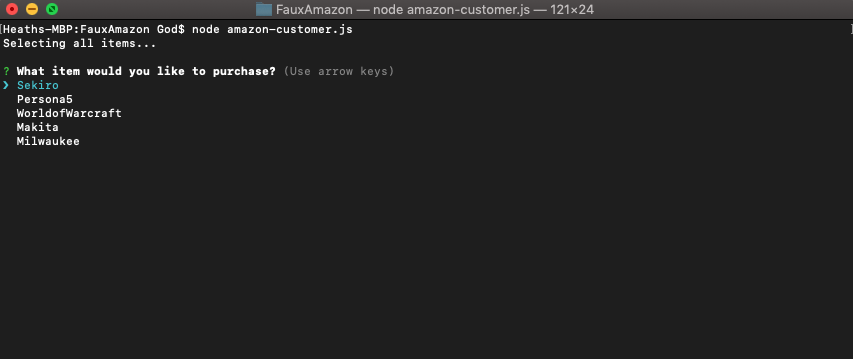 FauxAmazon — node amazon-customer.js — 121×24
[Heaths-MBP:FauxAmazon God$ node amazon-customer.js ]
Selecting all items...
? What item would you like to purchase? (Use arrow keys)
❯ Sekiro
Persona5
WorldofWarcraft
Makita
Milwaukee